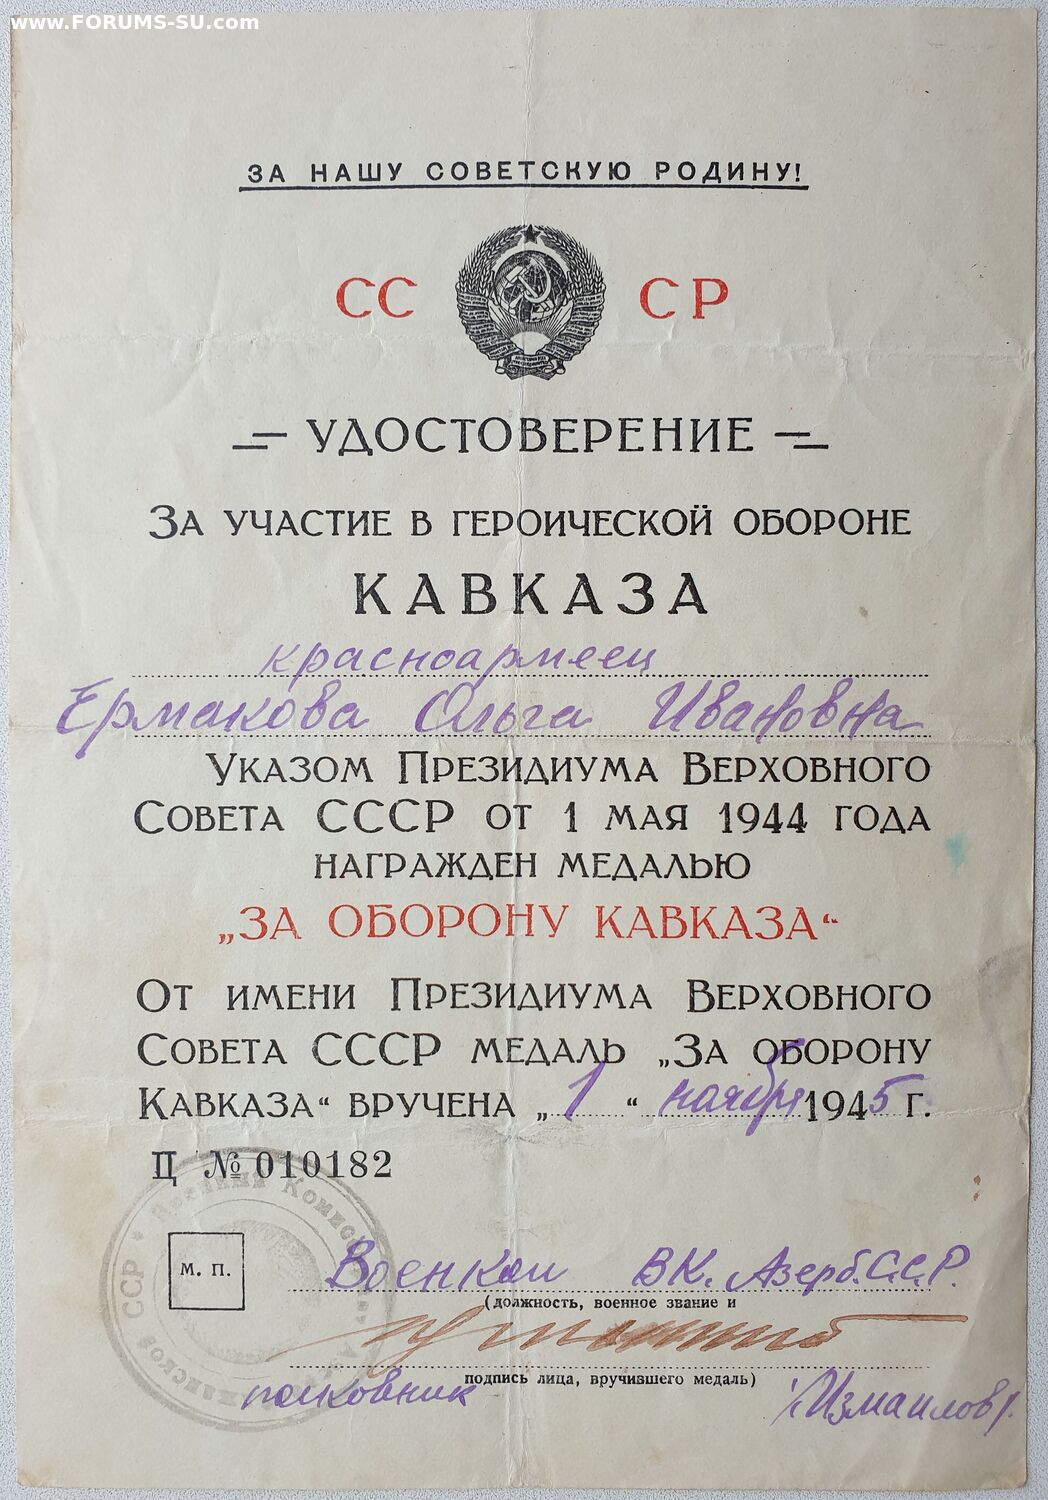 www.FORUMS-SU.com
ЗА НАШУ СОВЕТСКУЮ РОДИНУ!
СС СР
УДОСТОВЕРЕНИЕ
ЗА УЧАСТИЕ В ГЕРОИЧЕСКОЙ ОБОРОНЕ
КАВКАЗА
красноармеец
Ермакова Ольга Ивановна
УКАЗОМ ПРЕЗИДИУМА ВЕРХОВНОГО
СОВЕТА СССР ОТ 1 МАЯ 1944 ГОДА
НАГРАЖДЕН МЕДАЛЬЮ
„ЗА ОБОРОНУ КАВКАЗА“
ОТ ИМЕНИ ПРЕЗИДИУМА ВЕРХОВНОГО
СОВЕТА СССР МЕДАЛЬ „ЗА ОБОРОНУ
КАВКАЗА“ ВРУЧЕНА „1“ ноября 1945 Г.
Ц № 010182
М. П.
Военком ВК. Азерб.С.С.Р.
(должность, военное звание и
подпись лица, вручившего медаль)
полковник /Измайлов/.